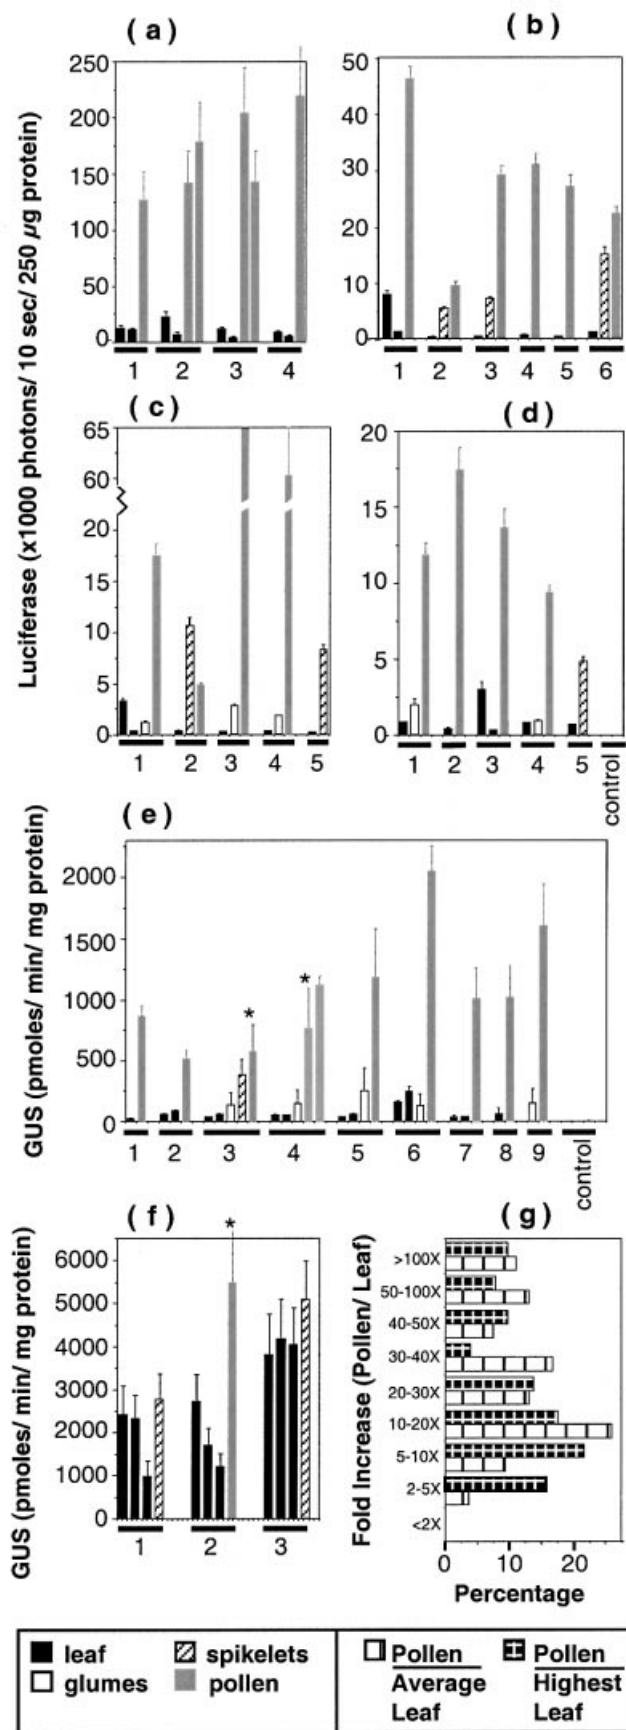 ( a )
( b )
Luciferase (x1000 photons/ 10 sec/ 250 µg protein)
250
200
150
100
50
0
1 2 3 4
50
40
30
20
10
0
1 2 3 4 5 6
( c )
( d )
65
60
20
15
10
5
0
1 2 3 4 5
20
15
10
5
0
1 2 3 4 5 control
( e )
GUS (pmoles/ min/ mg protein)
2000
1500
1000
500
0
* *
1 2 3 4 5 6 7 8 9 control
( f )
( g )
GUS (pmoles/ min/ mg protein)
6000
5000
4000
3000
2000
1000
0
*
1 2 3
Fold Increase (Pollen/ Leaf)
>100X
50-100X
40-50X
30-40X
20-30X
10-20X
5-10X
2-5X
<2X
0 10 20
Percentage
leaf spikelets
glumes pollen
Pollen Pollen
Average Highest
Leaf Leaf